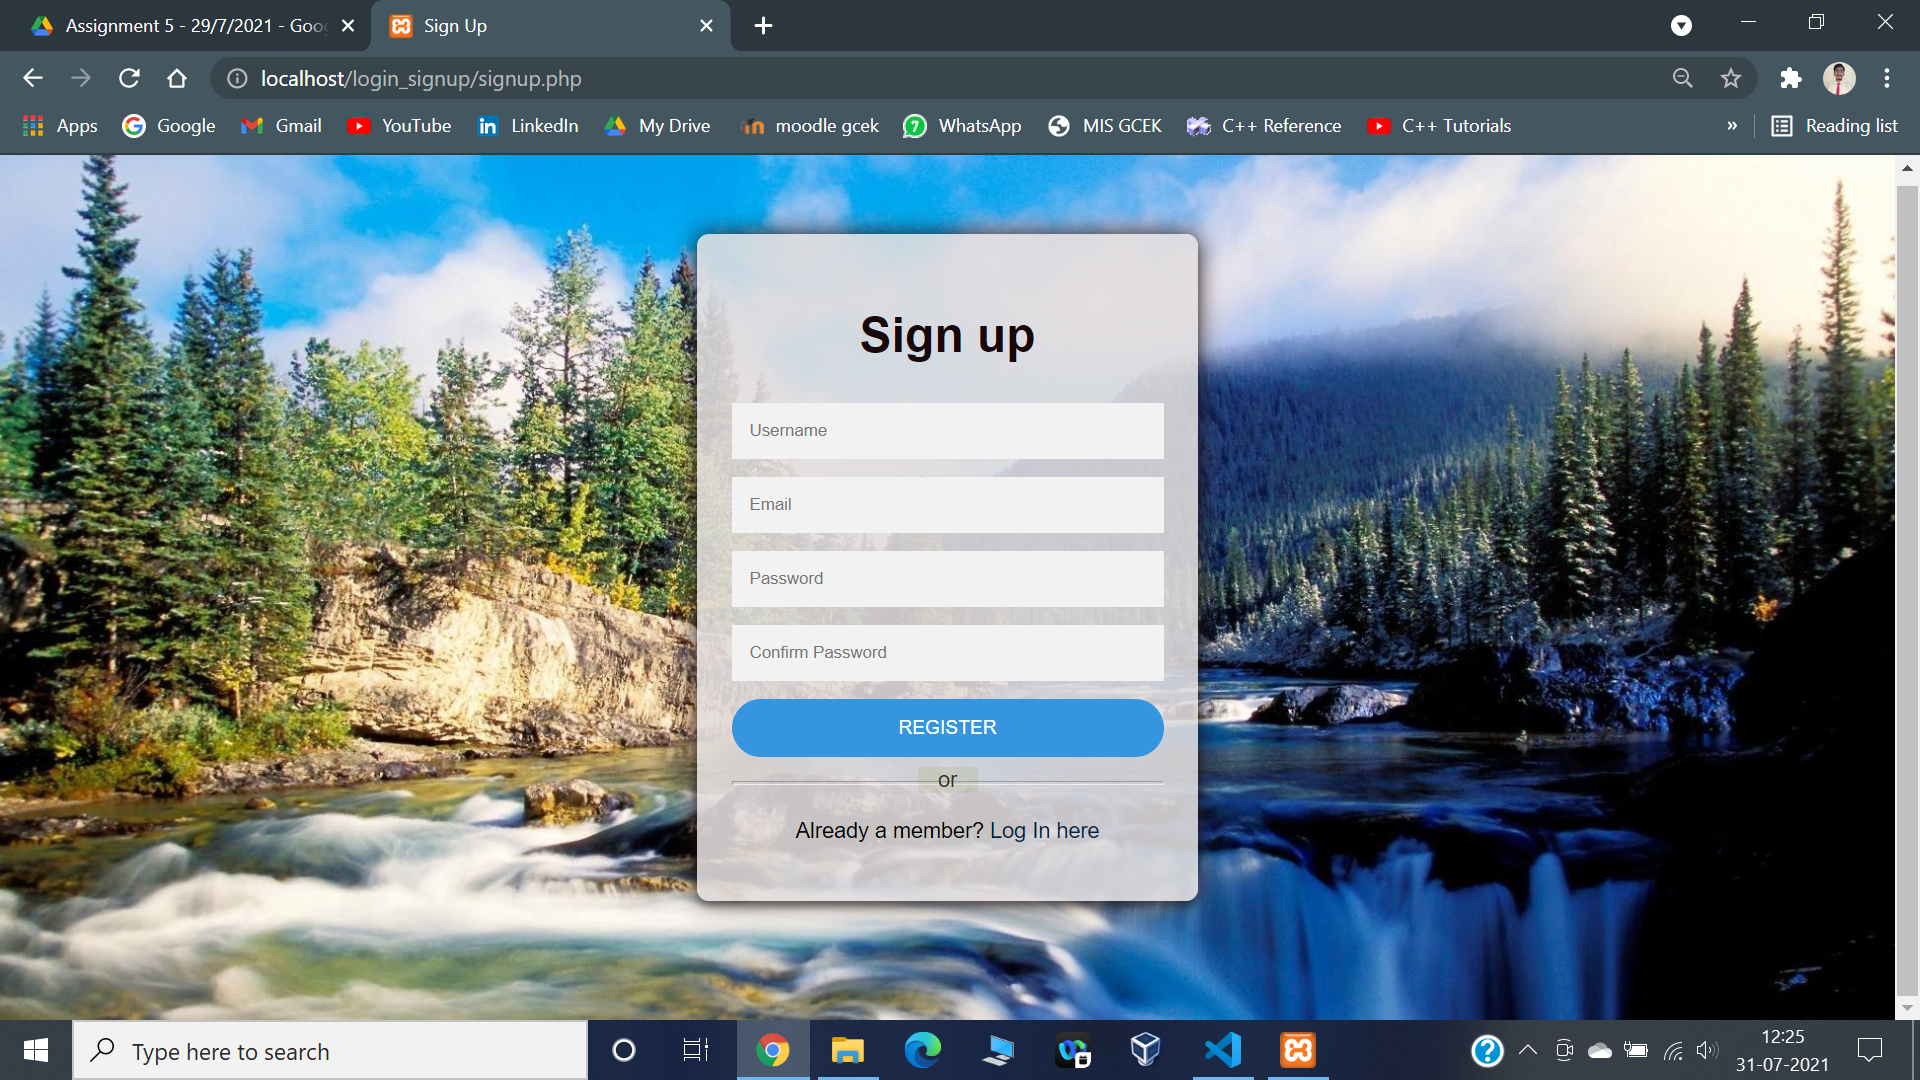 Assignment 5 - 29/7/2021 - Goo
Sign Up
localhost/login_signup/signup.php
Apps
Google
Gmail
YouTube
LinkedIn
My Drive
moodle gcek
WhatsApp
MIS GCEK
C++ Reference
C++ Tutorials
»
Reading list
Sign up
Username
Email
Password
Confirm Password
REGISTER
or
Already a member? Log In here
Type here to search
12:25
31-07-2021